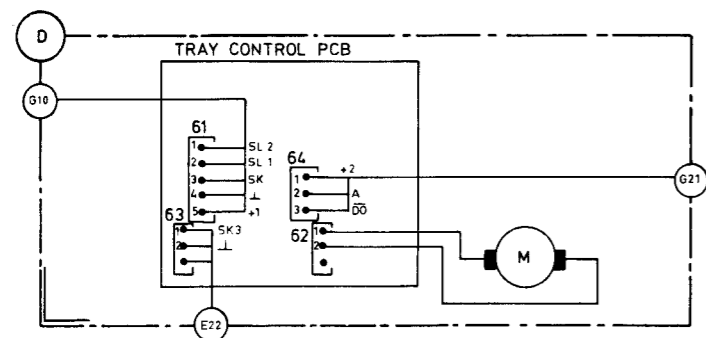 D
TRAY CONTROL PCB
G10
61
1 SL 2
2 SL 1
3 SK
4 ⊥
5 +1
63
1 SK3
2 ⊥
64
+2
1
2 A
3 D̅O̅
62
1
2
M
G21
E22